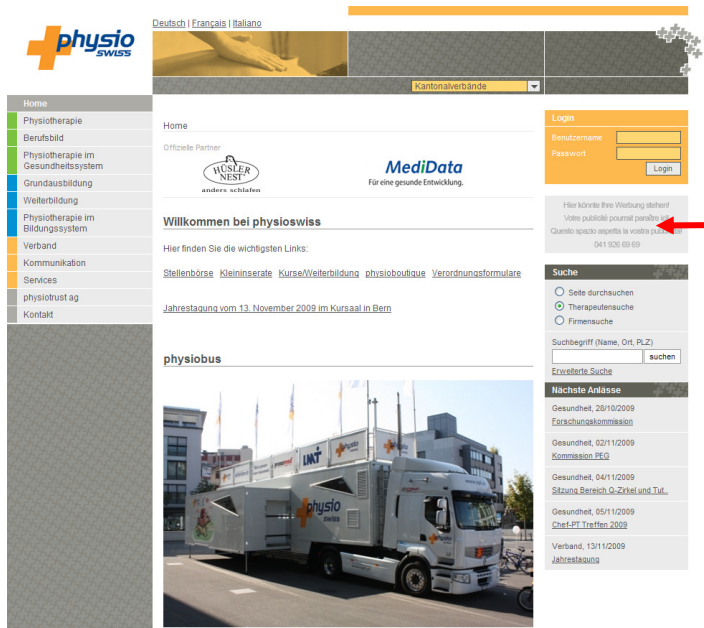 Deutsch | Français | Italiano
physio
swiss
Kantonalverbände
Home
Physiotherapie
Berufsbild
Physiotherapie im
Gesundheitssystem
Grundausbildung
Weiterbildung
Physiotherapie im
Bildungssystem
Verband
Kommunikation
Services
physiotrust ag
Kontakt
Home
Offizielle Partner
HÜSLER
NEST
anders schlafen
MediData
Für eine gesunde Entwicklung.
Willkommen bei physioswiss
Hier finden Sie die wichtigsten Links:
Stellenbörse Kleininserate Kurse/Weiterbildung physioboutique Verordnungsformulare
Jahrestagung vom 13. November 2009 im Kursaal in Bern
physiobus
physio
swiss
Login
Benutzername
Passwort
Login
Hier könnte Ihre Werbung stehen!
Votre publicité pourrait paraître ici!
Questo spazio aspetta la vostra
041 926 69 69
Suche
Seite durchsuchen
Therapeutensuche
Firmensuche
Suchbegriff (Name, Ort, PLZ)
suchen
Erweiterte Suche
Nächste Anlässe
Gesundheit, 28/10/2009
Forschungskommission
Gesundheit, 02/11/2009
Kommission PEG
Gesundheit, 04/11/2009
Sitzung Bereich Q-Zirkel und Tut..
Gesundheit, 05/11/2009
Chef-PT Treffen 2009
Verband, 13/11/2009
Jahrestagung